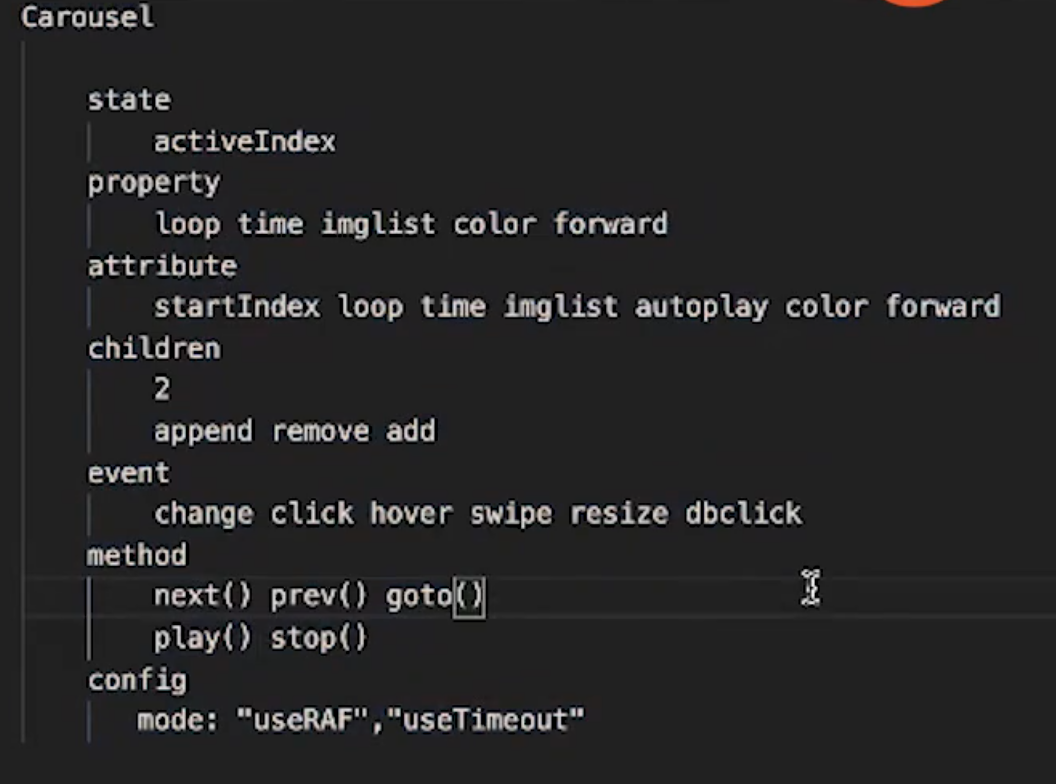 Carousel
state
activeIndex
property
loop time imglist color forward
attribute
startIndex loop time imglist autoplay color forward
children
2
append remove add
event
change click hover swipe resize dbclick
method
next() prev() goto()
play() stop()
config
mode: "useRAF","useTimeout"